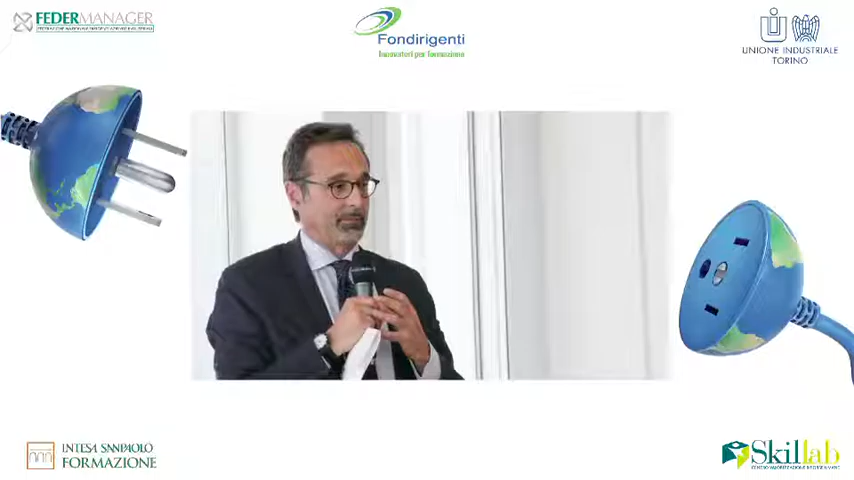 FEDERMANAGER
Fondirigenti
Innovatori per formazione
UNIONE INDUSTRIALE
TORINO
INTESA SANPAOLO
FORMAZIONE
Skillab